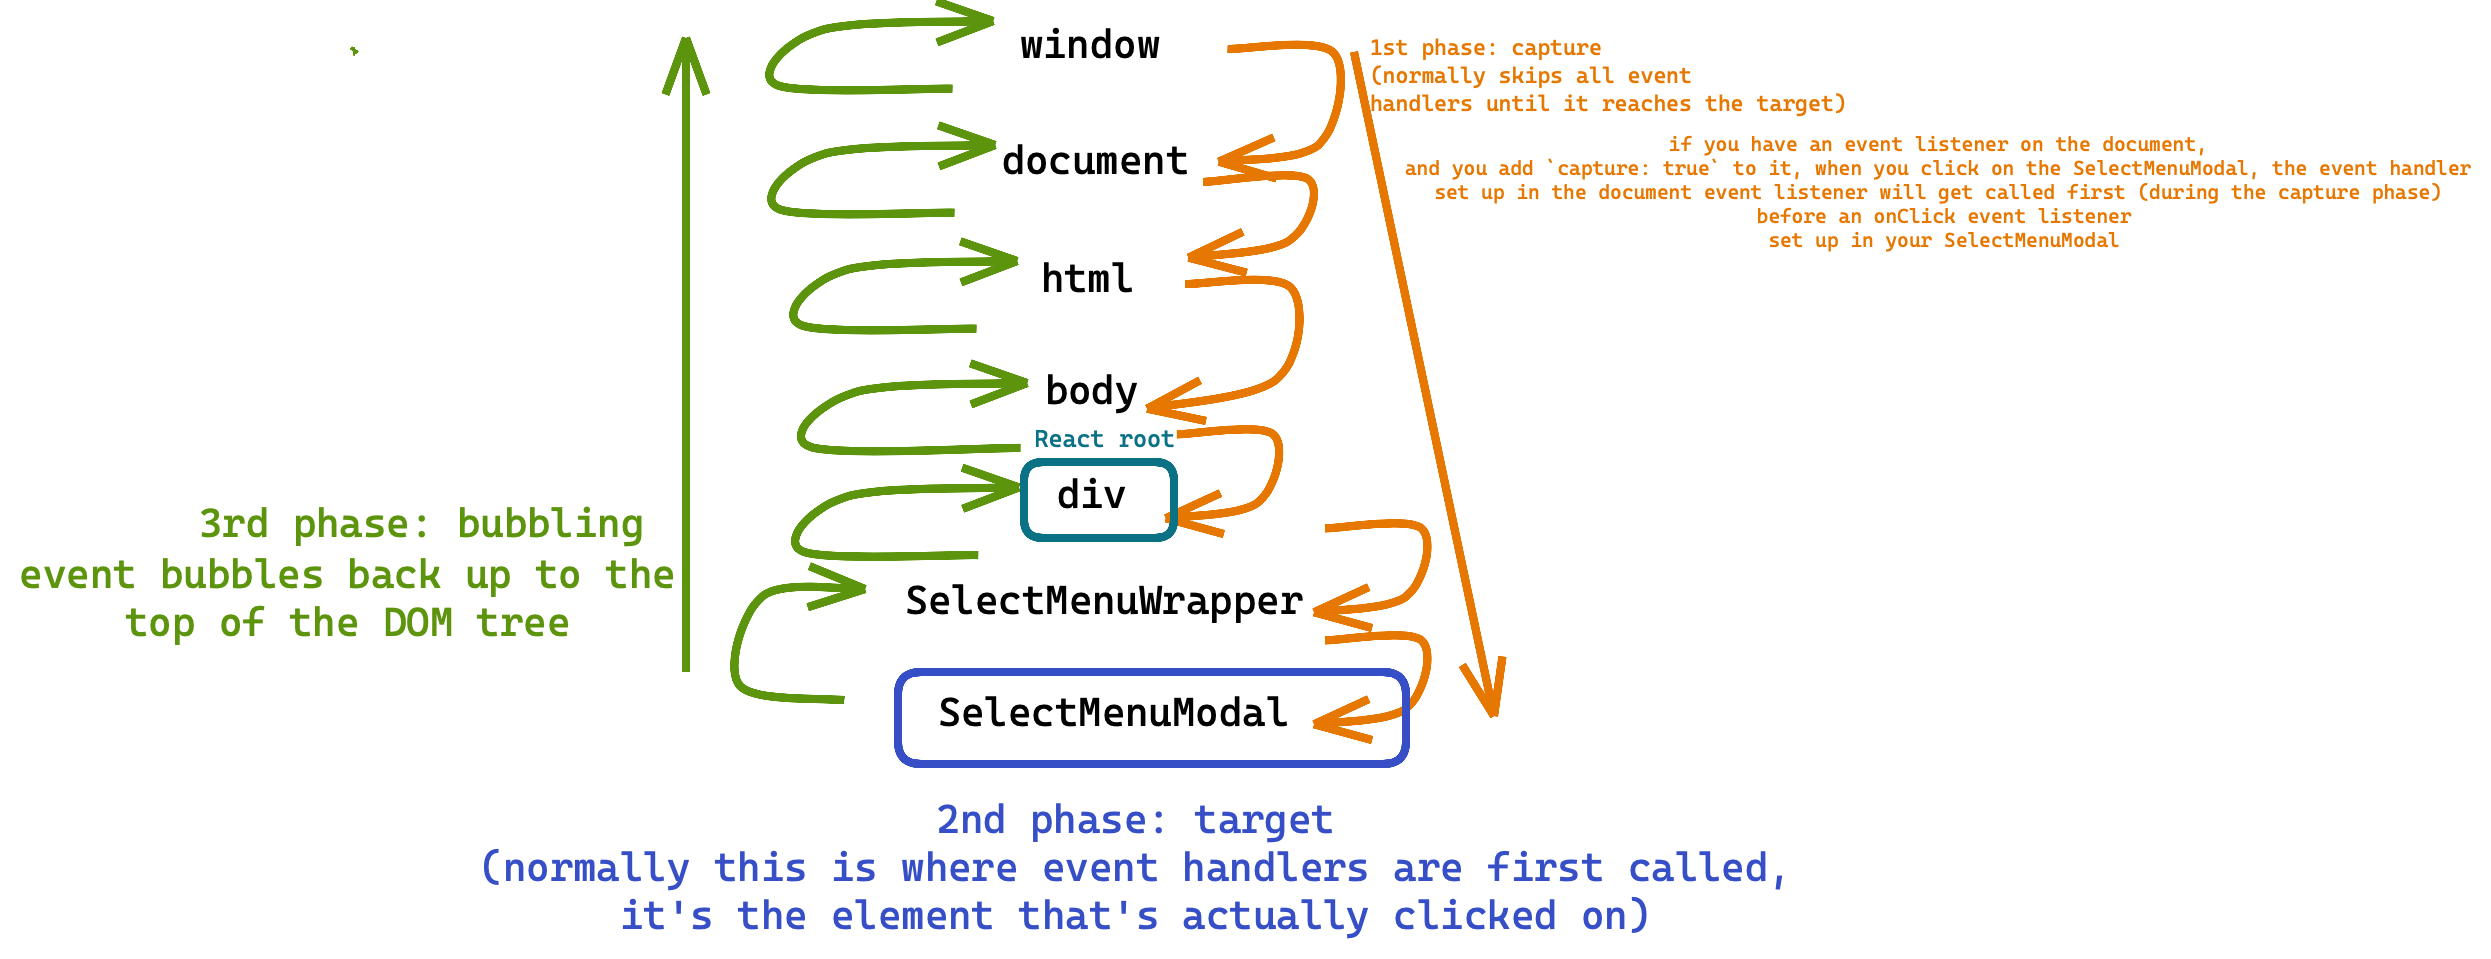 window
1st phase: capture
(normally skips all event
handlers until it reaches the target)
document
if you have an event listener on the document,
and you add `capture: true` to it, when you click on the SelectMenuModal, the event handler
set up in the document event listener will get called first (during the capture phase)
before an onClick event listener
set up in your SelectMenuModal
html
body
React root
div
3rd phase: bubbling
event bubbles back up to the
top of the DOM tree
SelectMenuWrapper
SelectMenuModal
2nd phase: target
(normally this is where event handlers are first called,
it's the element that's actually clicked on)